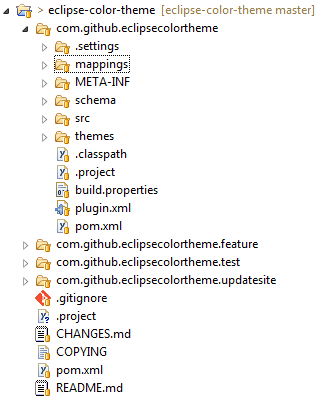 > eclipse-color-theme [eclipse-color-theme master]
com.github.eclipsecolortheme
.settings
mappings
META-INF
schema
src
themes
.classpath
.project
build.properties
plugin.xml
pom.xml
com.github.eclipsecolortheme.feature
com.github.eclipsecolortheme.test
com.github.eclipsecolortheme.updatesite
.gitignore
.project
CHANGES.md
COPYING
pom.xml
README.md